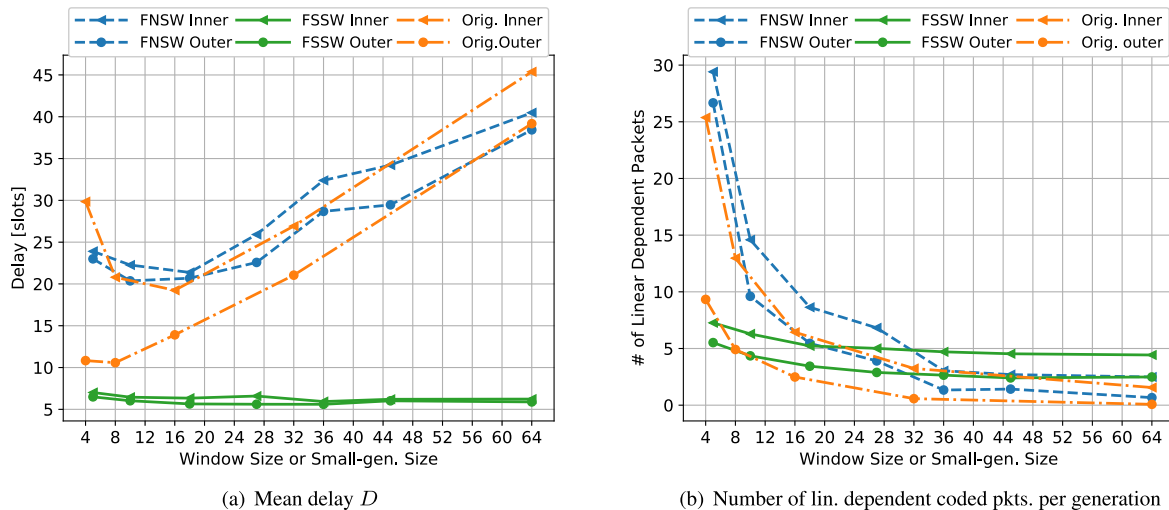 FNSW Inner FSSW Inner Orig. Inner
FNSW Outer FSSW Outer Orig.Outer
45
40
35
30
25
20
15
10
5
Delay [slots]
4 8 12 16 20 24 28 32 36 40 44 48 52 56 60 64
Window Size or Small-gen. Size
(a) Mean delay D
FNSW Inner FSSW Inner Orig. Inner
FNSW Outer FSSW Outer Orig. outer
30
25
20
15
10
5
0
# of Linear Dependent Packets
4 8 12 16 20 24 28 32 36 40 44 48 52 56 60 64
Window Size or Small-gen. Size
(b) Number of lin. dependent coded pkts. per generation